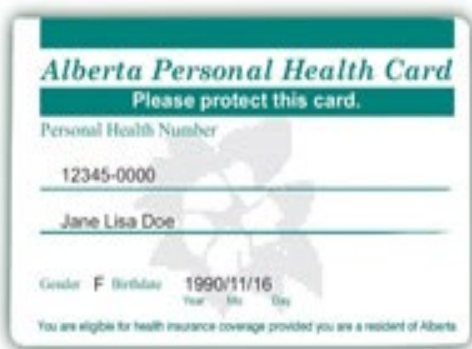 Alberta Personal Health Card
Please protect this card.
Personal Health Number
12345-0000
Jane Lisa Doe
Gender F Birthdate 1990/11/16
Year Mo Day
You are eligible for health insurance coverage provided you are a resident of Alberta